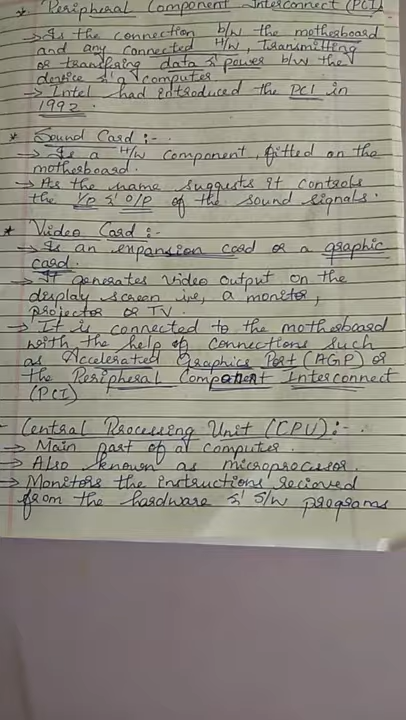 * Peripheral Component Interconnect (PCI)
→ Is the connection b/w the motherboard
and any connected H/W, transmitting
or transfring data & power b/w the
device & a computer.
→ Intel had introduced the PCI in
1992.
* Sound Card :-
→ Is a H/W component, fitted on the
motherboard.
→ As the name suggests it controls
the I/P & O/P of the sound signals.
* Video Card :-
→ Is an expansion card or a graphic
card.
→ It generates video output on the
display screen i.e, a monitor,
projector or TV.
→ It is connected to the motherboard
with the help of connections such
as Accelerated Graphics Port (AGP) or
the Peripheral Component Interconnect
(PCI)
- Central Processing Unit (CPU) :-
→ Main part of a computer.
→ Also known as microprocessor.
→ Monitors the instructions recioved
from the hardware & S/W programs